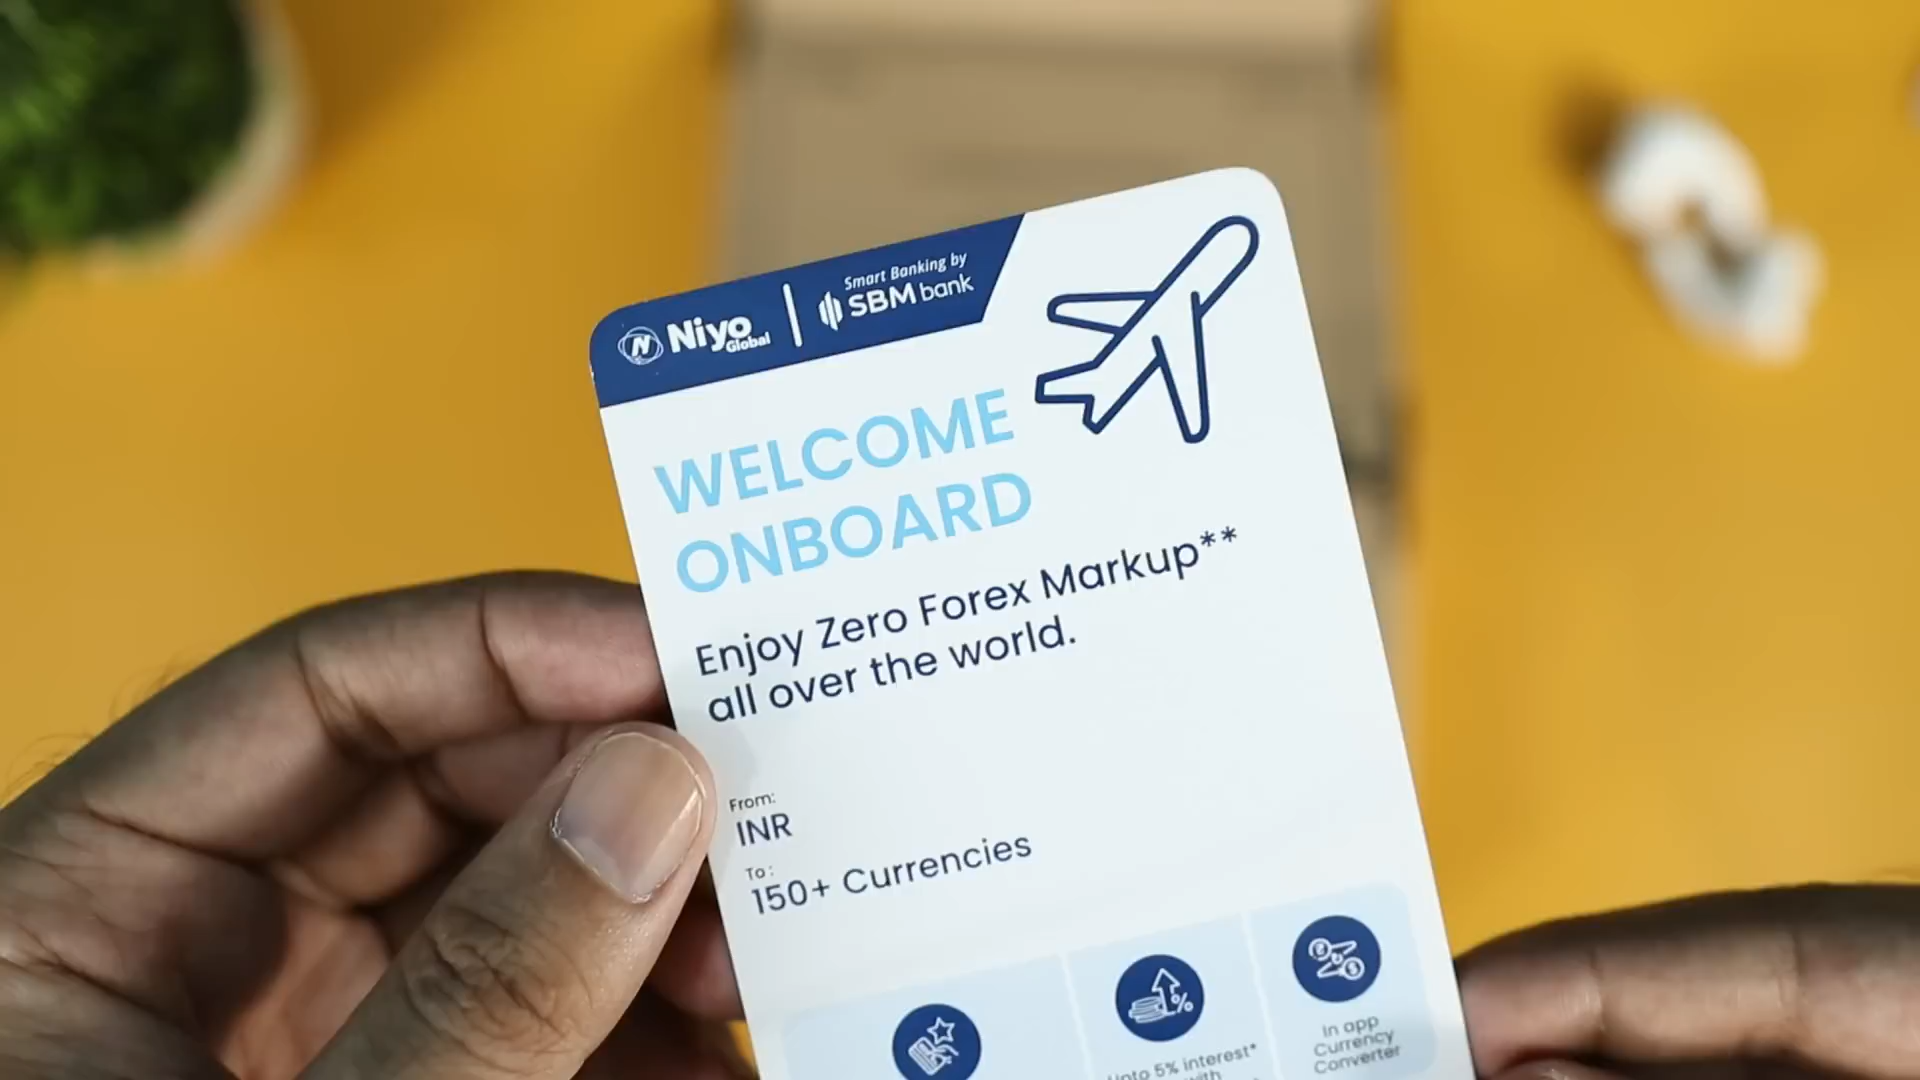 Niyo
Global
Smart Banking by
SBM bank
WELCOME
ONBOARD
Enjoy Zero Forex Markup**
all over the world.
From:
INR
To:
150+ Currencies
Upto 5% interest*
with
In app
Currency
Converter